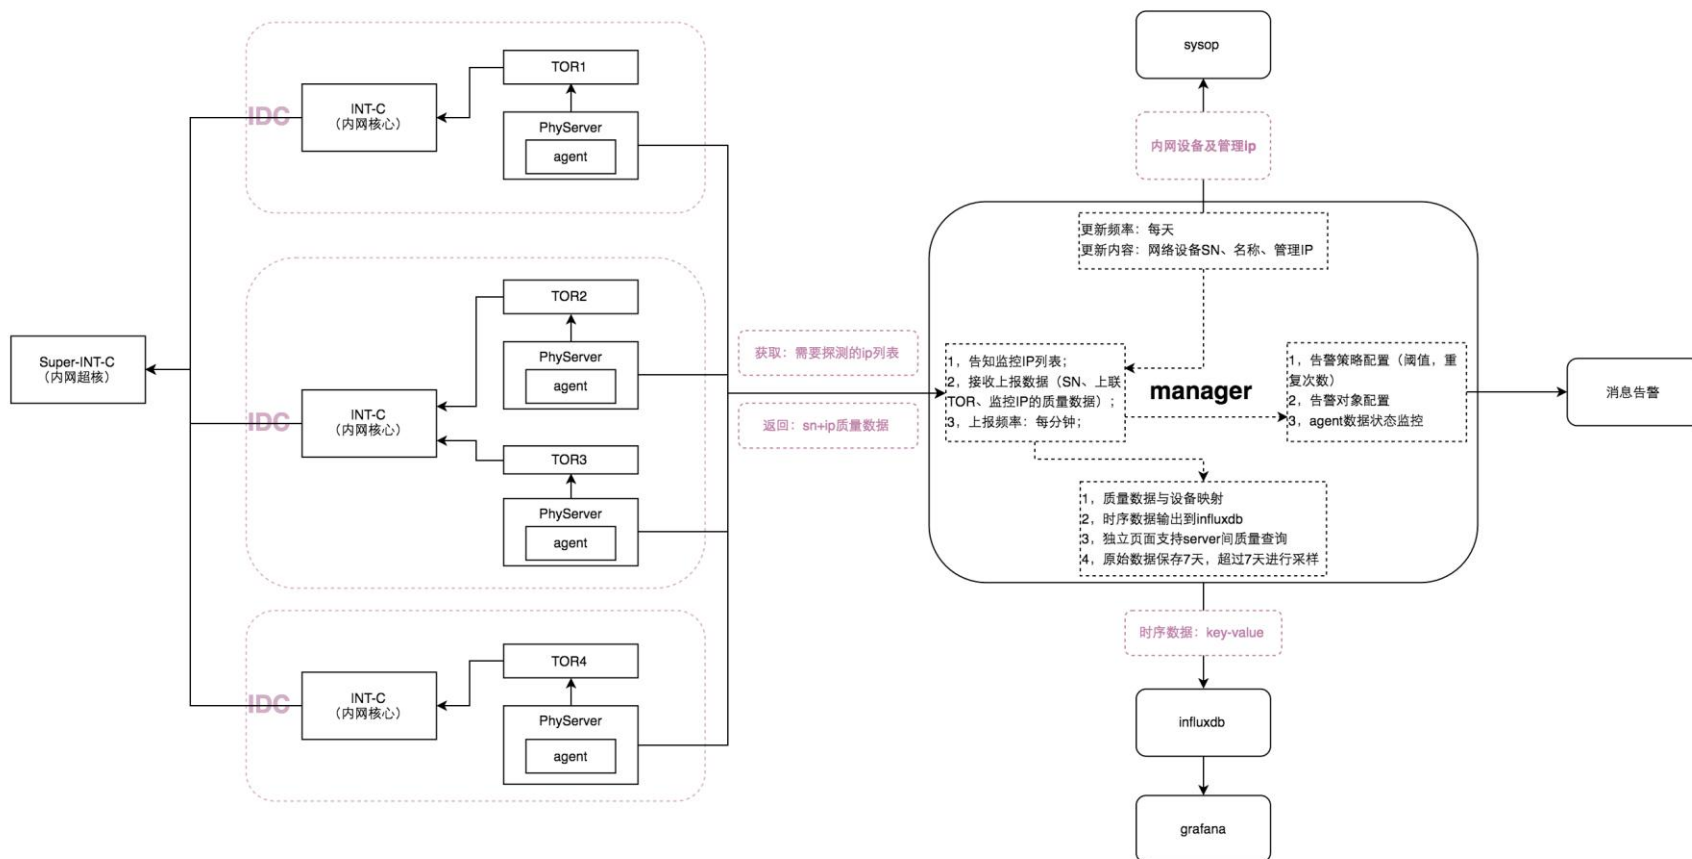 Super-INT-C
（内网超核）
IDC
INT-C
（内网核心）
TOR1
PhyServer
agent
IDC
INT-C
（内网核心）
TOR2
PhyServer
agent
TOR3
PhyServer
agent
IDC
INT-C
（内网核心）
TOR4
PhyServer
agent
获取：需要探测的ip列表
返回：sn+ip质量数据
sysop
内网设备及管理ip
更新频率：每天
更新内容：网络设备SN、名称、管理IP
1，告知监控IP列表；
2，接收上报数据（SN、上联
TOR、监控IP的质量数据）；
3，上报频率：每分钟；
manager
1，告警策略配置（阈值，重
复次数）
2，告警对象配置
3，agent数据状态监控
消息告警
1，质量数据与设备映射
2，时序数据输出到influxdb
3，独立页面支持server间质量查询
4，原始数据保存7天，超过7天进行采样
时序数据：key-value
influxdb
grafana